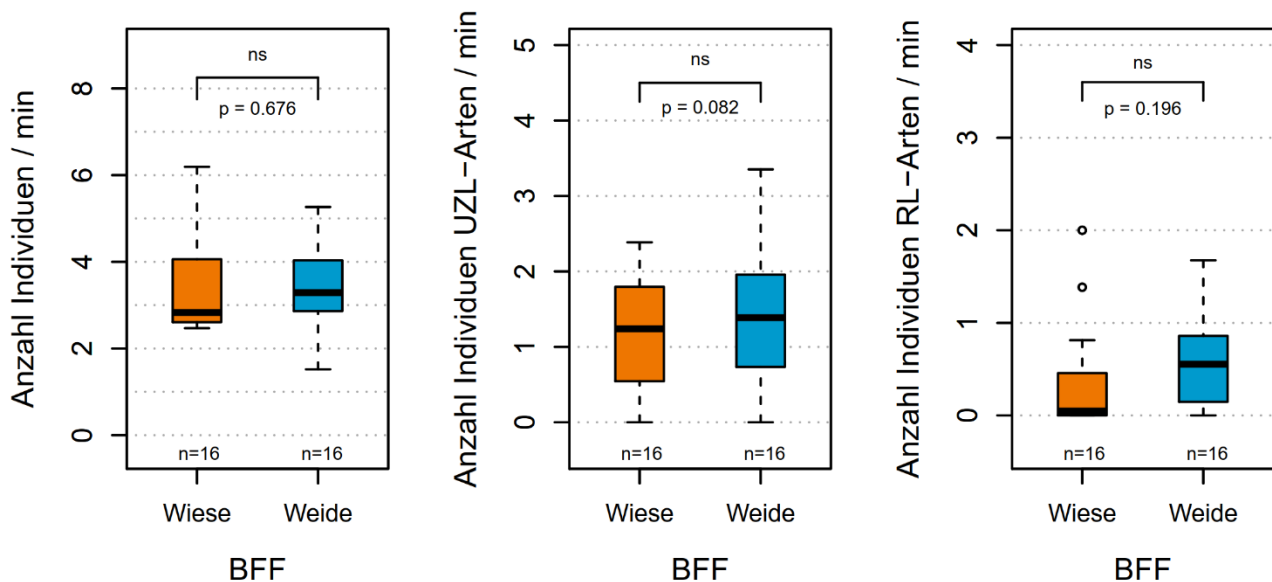 Anzahl Individuen / min
8
6
4
2
0
ns
p = 0.676
n=16
n=16
Wiese
Weide
BFF
Anzahl Individuen UZL−Arten / min
5
4
3
2
1
0
ns
p = 0.082
n=16
n=16
Wiese
Weide
BFF
Anzahl Individuen RL−Arten / min
4
3
2
1
0
ns
p = 0.196
n=16
n=16
Wiese
Weide
BFF